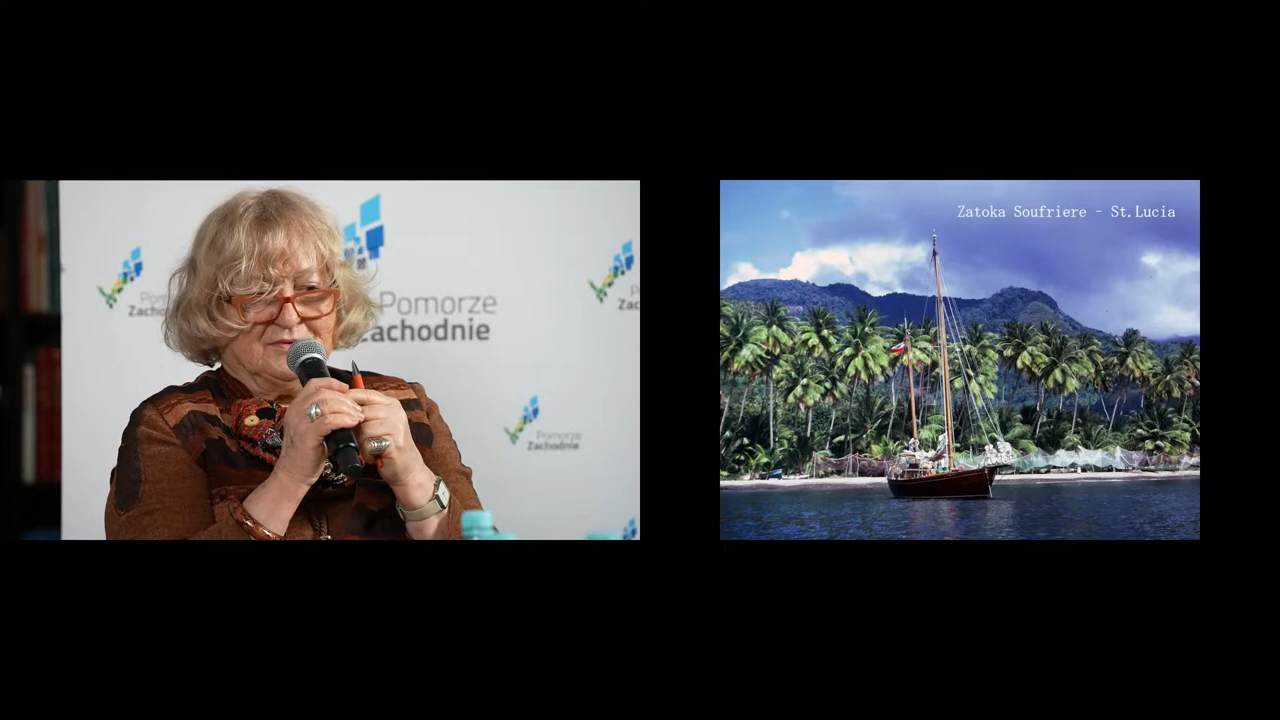 Pomorze
Zachodnie
Pomorze
Zachodnie
Zatoka Soufriere - St.Lucia